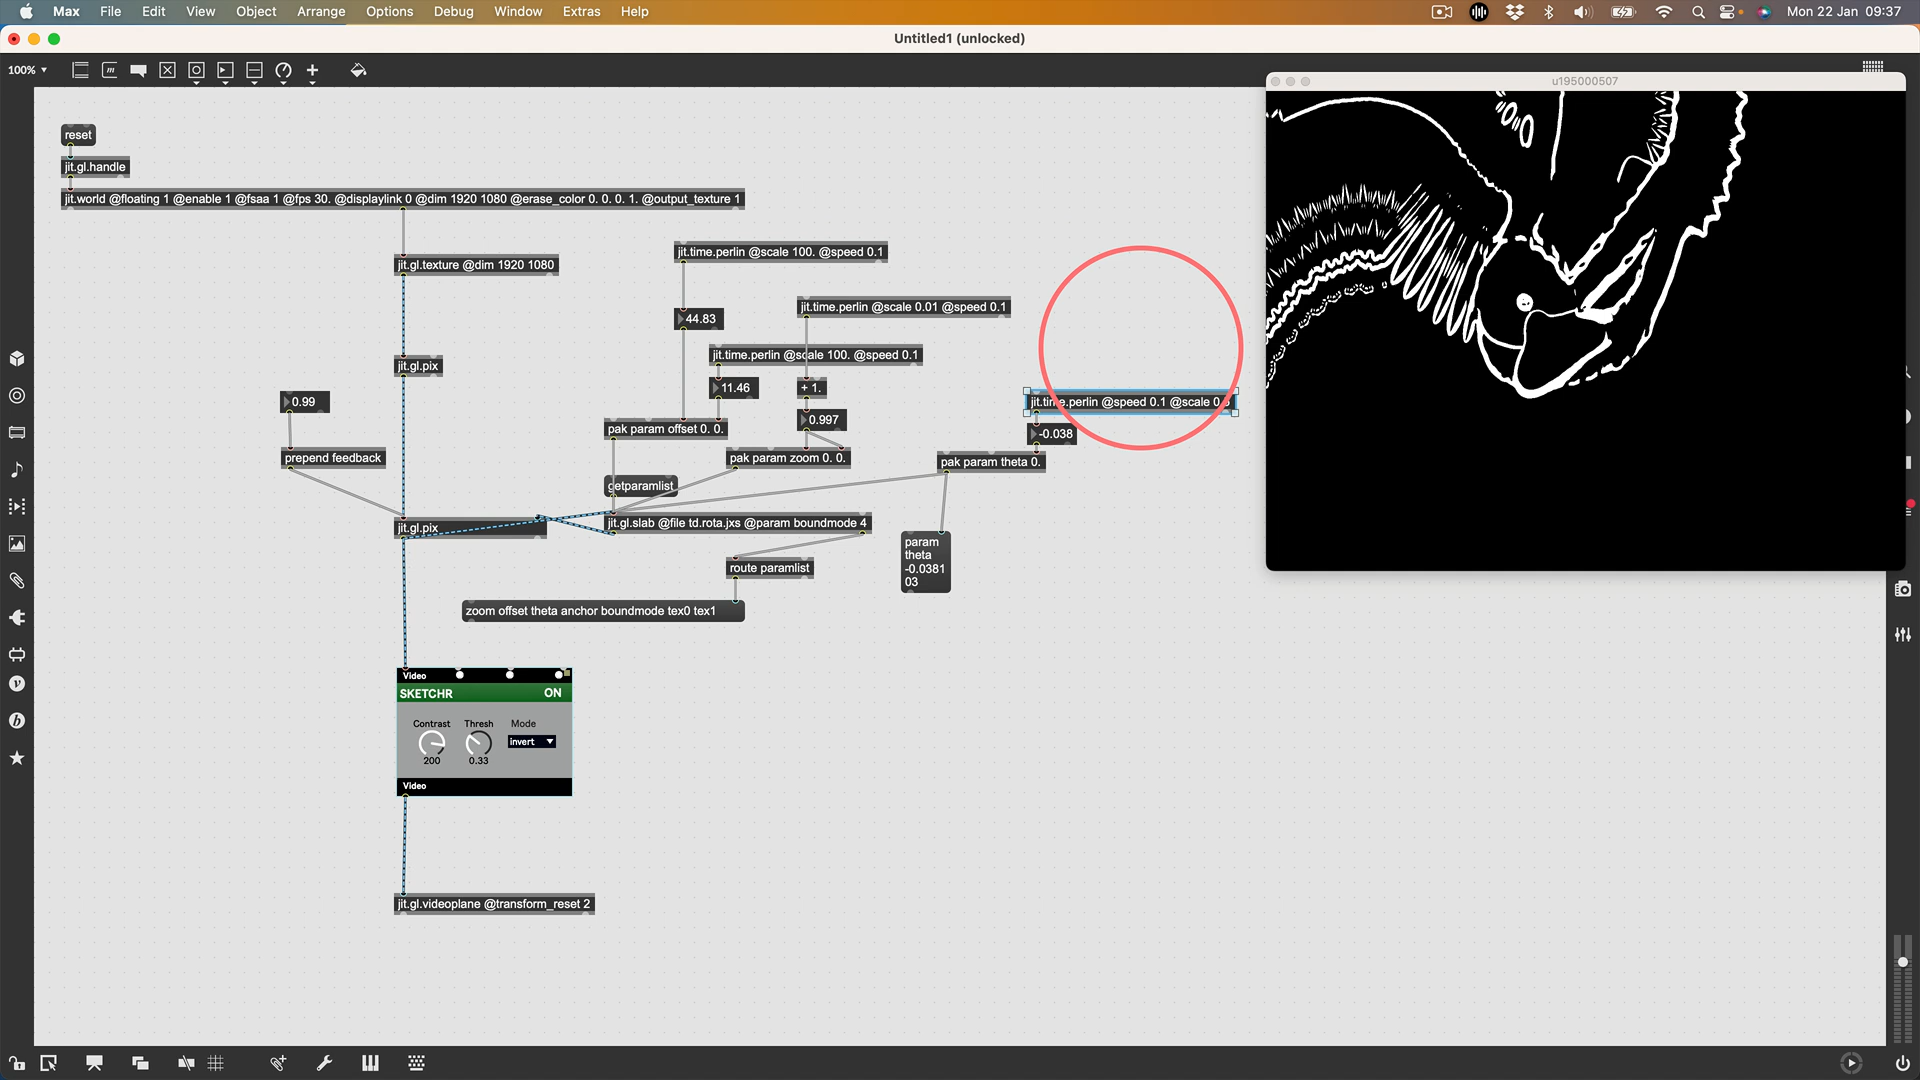 Max File Edit View Object Arrange Options Debug Window Extras Help Mon 22 Jan 09:37
Untitled1 (unlocked)
100%
u195000507
reset
jit.gl.handle
jit.world @floating 1 @enable 1 @fsaa 1 @fps 30. @displaylink 0 @dim 1920 1080 @erase_color 0. 0. 0. 1. @output_texture 1
jit.time.perlin @scale 100. @speed 0.1
jit.gl.texture @dim 1920 1080
jit.time.perlin @scale 0.01 @speed 0.1
44.83
jit.time.perlin @scale 100. @speed 0.1
jit.gl.pix
11.46
+ 1.
0.99
jit.time.perlin @speed 0.1 @scale 0.
0.997
pak param offset 0. 0.
-0.038
prepend feedback
pak param zoom 0. 0.
pak param theta 0.
getparamlist
jit.gl.pix
jit.gl.slab @file td.rota.jxs @param boundmode 4
param
theta
-0.0381
03
route paramlist
zoom offset theta anchor boundmode tex0 tex1
Video
SKETCHR ON
Contrast Thresh Mode
invert
200 0.33
Video
jit.gl.videoplane @transform_reset 2